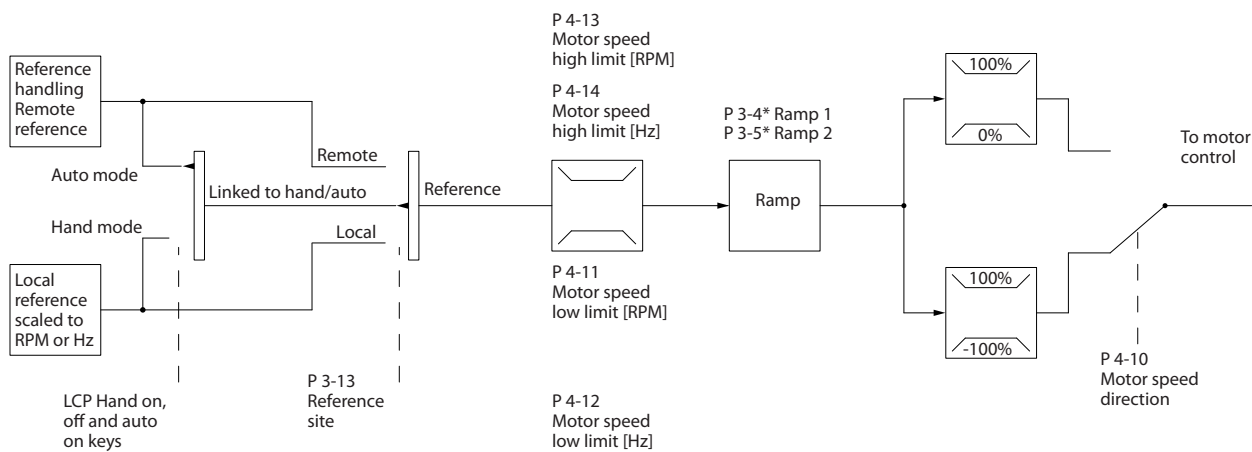 Reference
handling
Remote
reference
Auto mode
Hand mode
Local
reference
scaled to
RPM or Hz
LCP Hand on,
off and auto
on keys
Linked to hand/auto
Remote
Local
P 3-13
Reference
site
Reference
P 4-13
Motor speed
high limit [RPM]
P 4-14
Motor speed
high limit [Hz]
P 4-11
Motor speed
low limit [RPM]
P 4-12
Motor speed
low limit [Hz]
P 3-4* Ramp 1
P 3-5* Ramp 2
Ramp
100%
0%
100%
-100%
To motor
control
P 4-10
Motor speed
direction